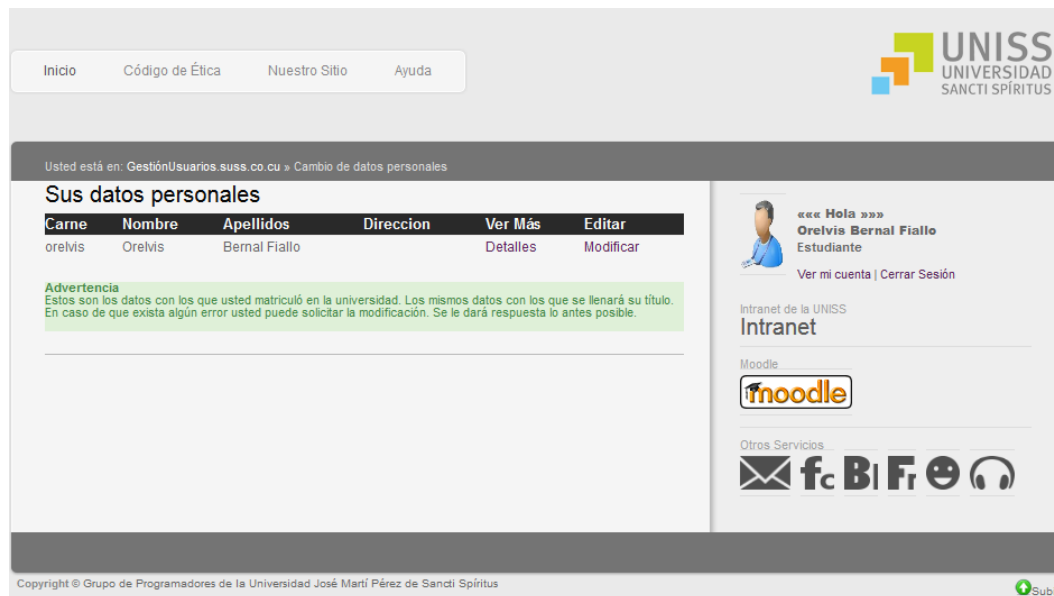 Inicio Código de Ética Nuestro Sitio Ayuda
UNISS
UNIVERSIDAD
SANCTI SPÍRITUS
Usted está en: GestiónUsuarios.suss.co.cu » Cambio de datos personales
Sus datos personales
Carne Nombre Apellidos Direccion Ver Más Editar
orelvis Orelvis Bernal Fiallo Detalles Modificar
Advertencia
Estos son los datos con los que usted matriculó en la universidad. Los mismos datos con los que se llenará su título.
En caso de que exista algún error usted puede solicitar la modificación. Se le dará respuesta lo antes posible.
««« Hola »»»
Orelvis Bernal Fiallo
Estudiante
Ver mi cuenta | Cerrar Sesión
Intranet de la UNISS
Intranet
Moodle
moodle
Otros Servicios
fc Bl Fr
Copyright © Grupo de Programadores de la Universidad José Martí Pérez de Sancti Spíritus
Sub